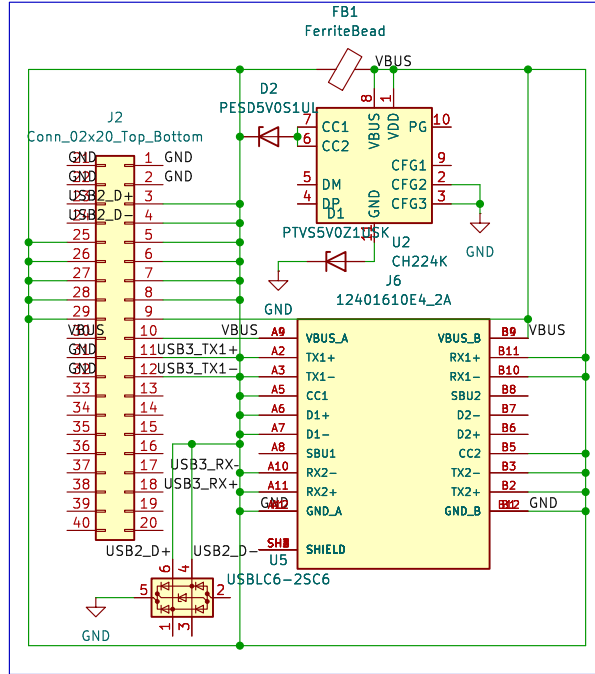 FB1
FerriteBead
VBUS
D2
PESD5V0S1UL
8
1
7
CC1
VBUS
VDD
PG
10
6
CC2
J2
Conn_02x20_Top_Bottom
GND
1
GND
CFG1
9
GND
2
GND
5
DM
CFG2
2
USB2_D+
3
4
DP
GND
CFG3
3
USB2_D-
4
D1
11
GND
25
5
U2
26
6
CH224K
27
7
J6
28
8
12401610E4_2A
29
9
GND
VBUS
10
VBUS
A9
VBUS_A
VBUS_B
B9
VBUS
GND
11
USB3_TX1+
A2
TX1+
RX1+
B11
GND
12
USB3_TX1-
A3
TX1-
RX1-
B10
33
13
A5
CC1
SBU2
B8
34
14
A6
D1+
D2-
B7
35
15
A7
D1-
D2+
B6
36
16
A8
SBU1
CC2
B5
37
17
USB3_RX-
A10
RX2-
TX2-
B3
38
18
USB3_RX+
A11
RX2+
TX2+
B2
39
19
GND
GND_A
GND_B
GND
40
20
USB2_D+
USB2_D-
SHIELD
U5
6
4
USBLC6-2SC6
5
2
GND
1
3